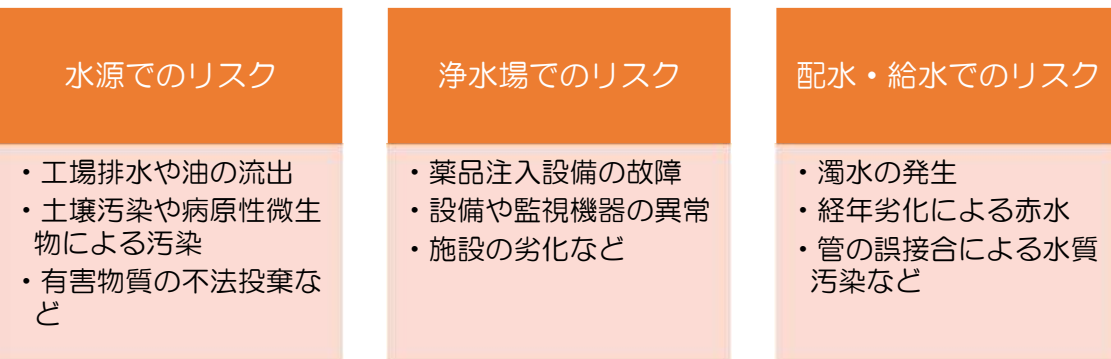 水源でのリスク
・工場排水や油の流出
・土壌汚染や病原性微生
物による汚染
・有害物質の不法投棄な
ど
浄水場でのリスク
・薬品注入設備の故障
・設備や監視機器の異常
・施設の劣化など
配水・給水でのリスク
・濁水の発生
・経年劣化による赤水
・管の誤接合による水質
汚染など